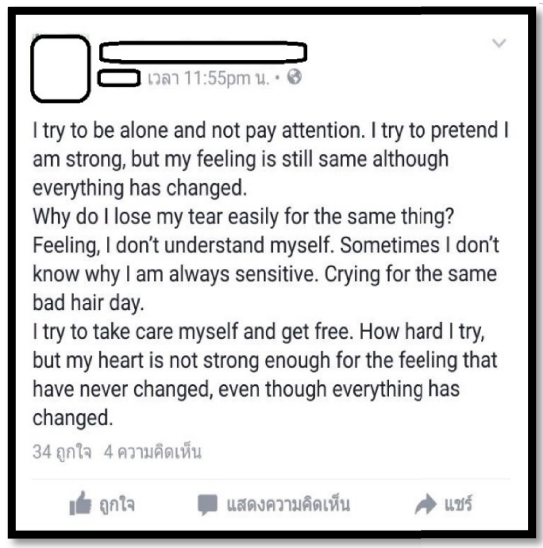 เวลา 11:55pm น. •
I try to be alone and not pay attention. I try to pretend I
am strong, but my feeling is still same although
everything has changed.
Why do I lose my tear easily for the same thing?
Feeling, I don’t understand myself. Sometimes I don’t
know why I am always sensitive. Crying for the same
bad hair day.
I try to take care myself and get free. How hard I try,
but my heart is not strong enough for the feeling that
have never changed, even though everything has
changed.
34 ถูกใจ 4 ความคิดเห็น
ถูกใจ แสดงความคิดเห็น แชร์